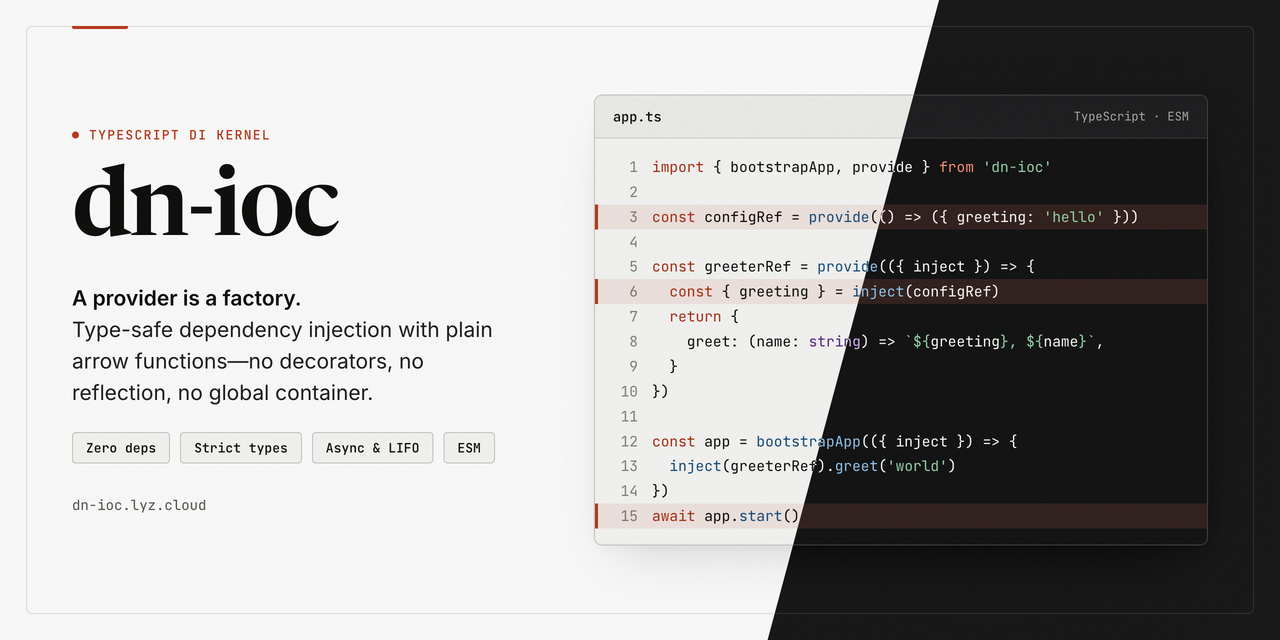 TYPESCRIPT DI KERNEL
dn-ioc
A provider is a factory.
Type-safe dependency injection with plain
arrow functions—no decorators, no
reflection, no global container.
Zero deps
Strict types
Async & LIFO
ESM
dn-ioc.lyz.cloud
app.ts
TypeScript · ESM
1 import { bootstrapApp, provide } from 'dn-ioc'
2
3 const configRef = provide(() => ({ greeting: 'hello' }))
4
5 const greeterRef = provide(({ inject }) => {
6   const { greeting } = inject(configRef)
7   return {
8     greet: (name: string) => `${greeting}, ${name}`,
9   }
10 })
11
12 const app = bootstrapApp(({ inject }) => {
13   inject(greeterRef).greet('world')
14 })
15 await app.start()